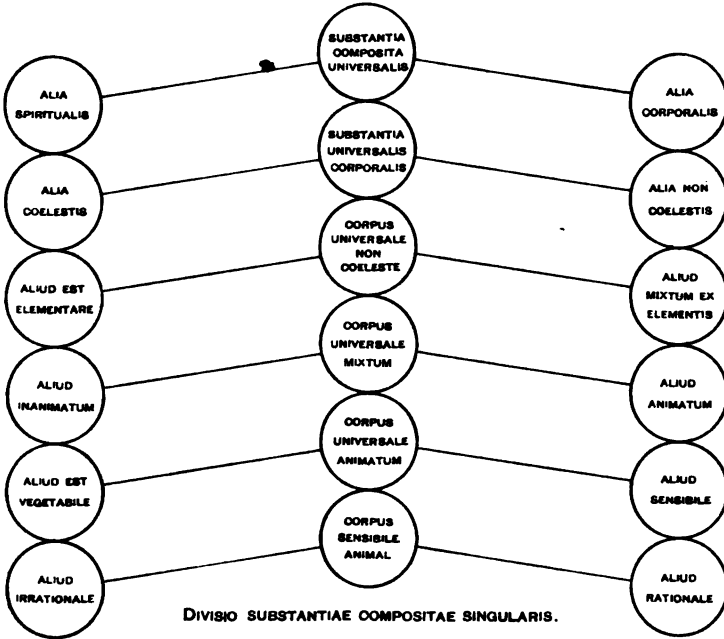 SUBSTANTIA
COMPOSITA
UNIVERSALIS
ALIA
SPIRITUALIS
ALIA
CORPORALIS
SUBSTANTIA
UNIVERSALIS
CORPORALIS
ALIA
COELESTIS
ALIA NON
COELESTIS
CORPUS
UNIVERSALE
NON
COELESTE
ALIUD EST
ELEMENTARE
ALIUD
MIXTUM EX
ELEMENTIS
CORPUS
UNIVERSALE
MIXTUM
ALIUD
INANIMATUM
ALIUD
ANIMATUM
CORPUS
UNIVERSALE
ANIMATUM
ALIUD EST
VEGETABILE
ALIUD
SENSIBILE
CORPUS
SENSIBILE
ANIMAL
ALIUD
IRRATIONALE
ALIUD
RATIONALE
DIVISIO SUBSTANTIAE COMPOSITAE SINGULARIS.